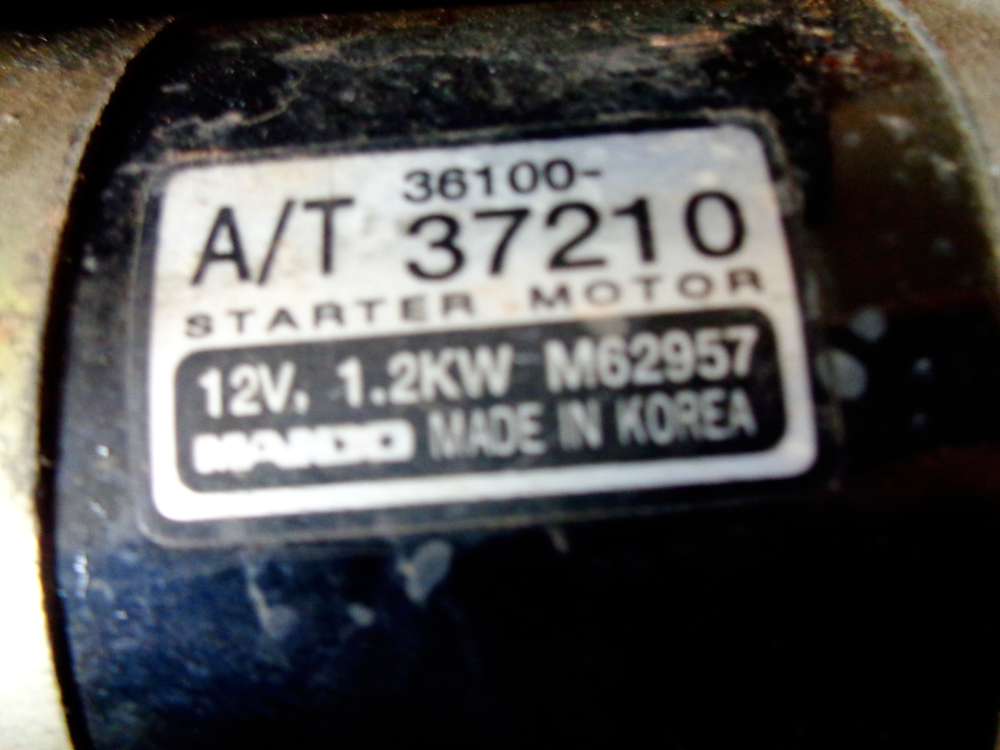 36100-
A/T 37210
STARTER MOTOR
12V, 1.2KW M62957
MANDO MADE IN KOREA